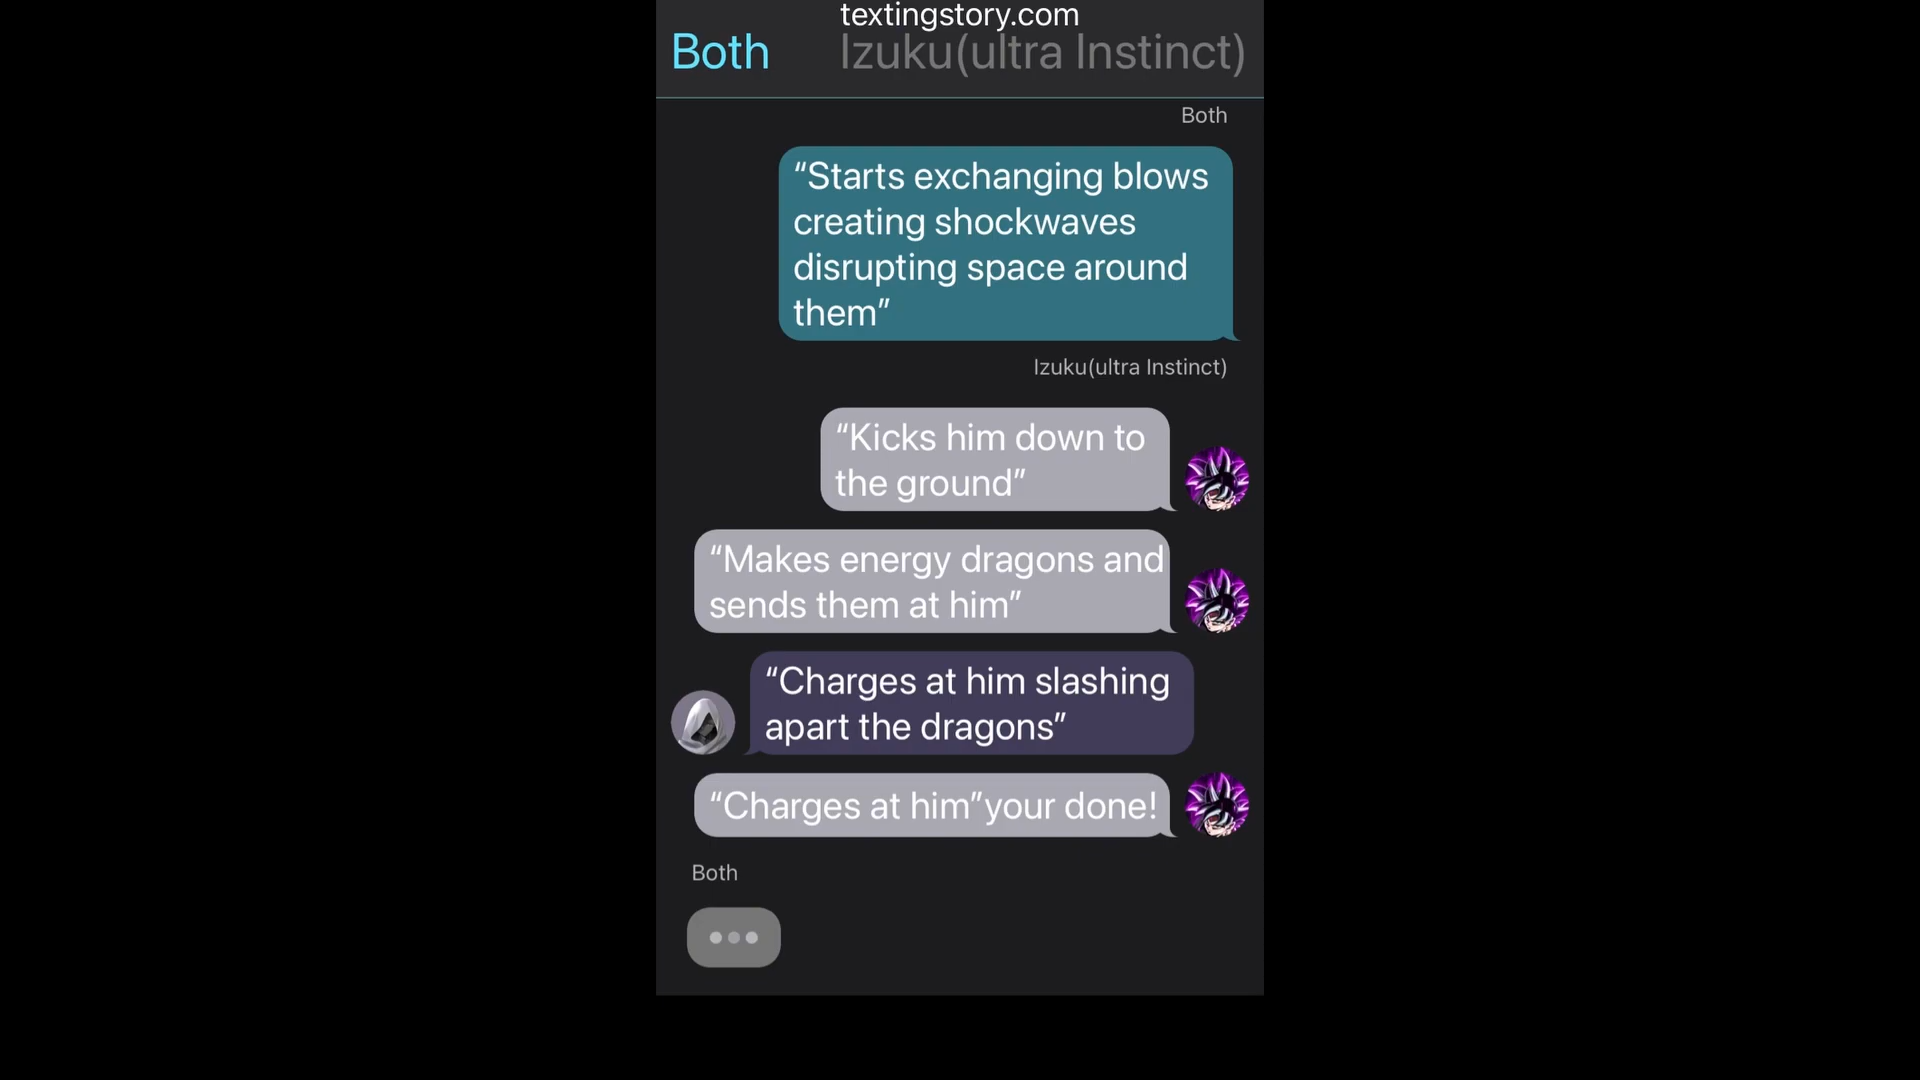 textingstory.com
Both
Izuku(ultra Instinct)
Both
“Starts exchanging blows
creating shockwaves
disrupting space around
them”
Izuku(ultra Instinct)
“Kicks him down to
the ground”
“Makes energy dragons and
sends them at him”
“Charges at him slashing
apart the dragons”
“Charges at him”your done!
Both